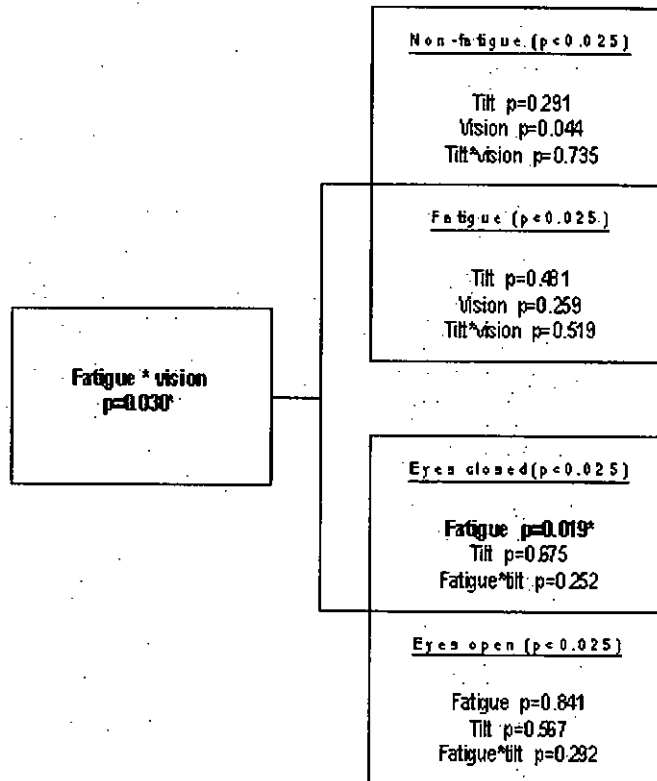 Non-fatigue (p<0.025)
Tilt p=0.291
Vision p=0.044
Tilt*vision p=0.735
Fatigue (p<0.025)
Tilt p=0.481
Vision p=0.259
Tilt*vision p=0.519
Fatigue * vision
p=0.030*
Eyes closed (p<0.025)
Fatigue p=0.019*
Tilt p=0.675
Fatigue*tilt p=0.252
Eyes open (p<0.025)
Fatigue p=0.841
Tilt p=0.567
Fatigue*tilt p=0.292